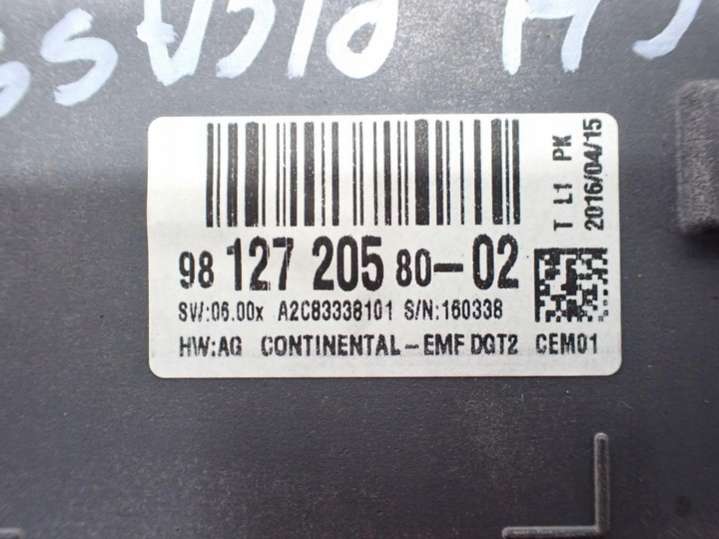 98 127 205 80-02
SW:06.00x A2C83338101 S/N:160338
HW:AG CONTINENTAL-EMF DGT2 CEM01
T L1 PK
2016/04/15